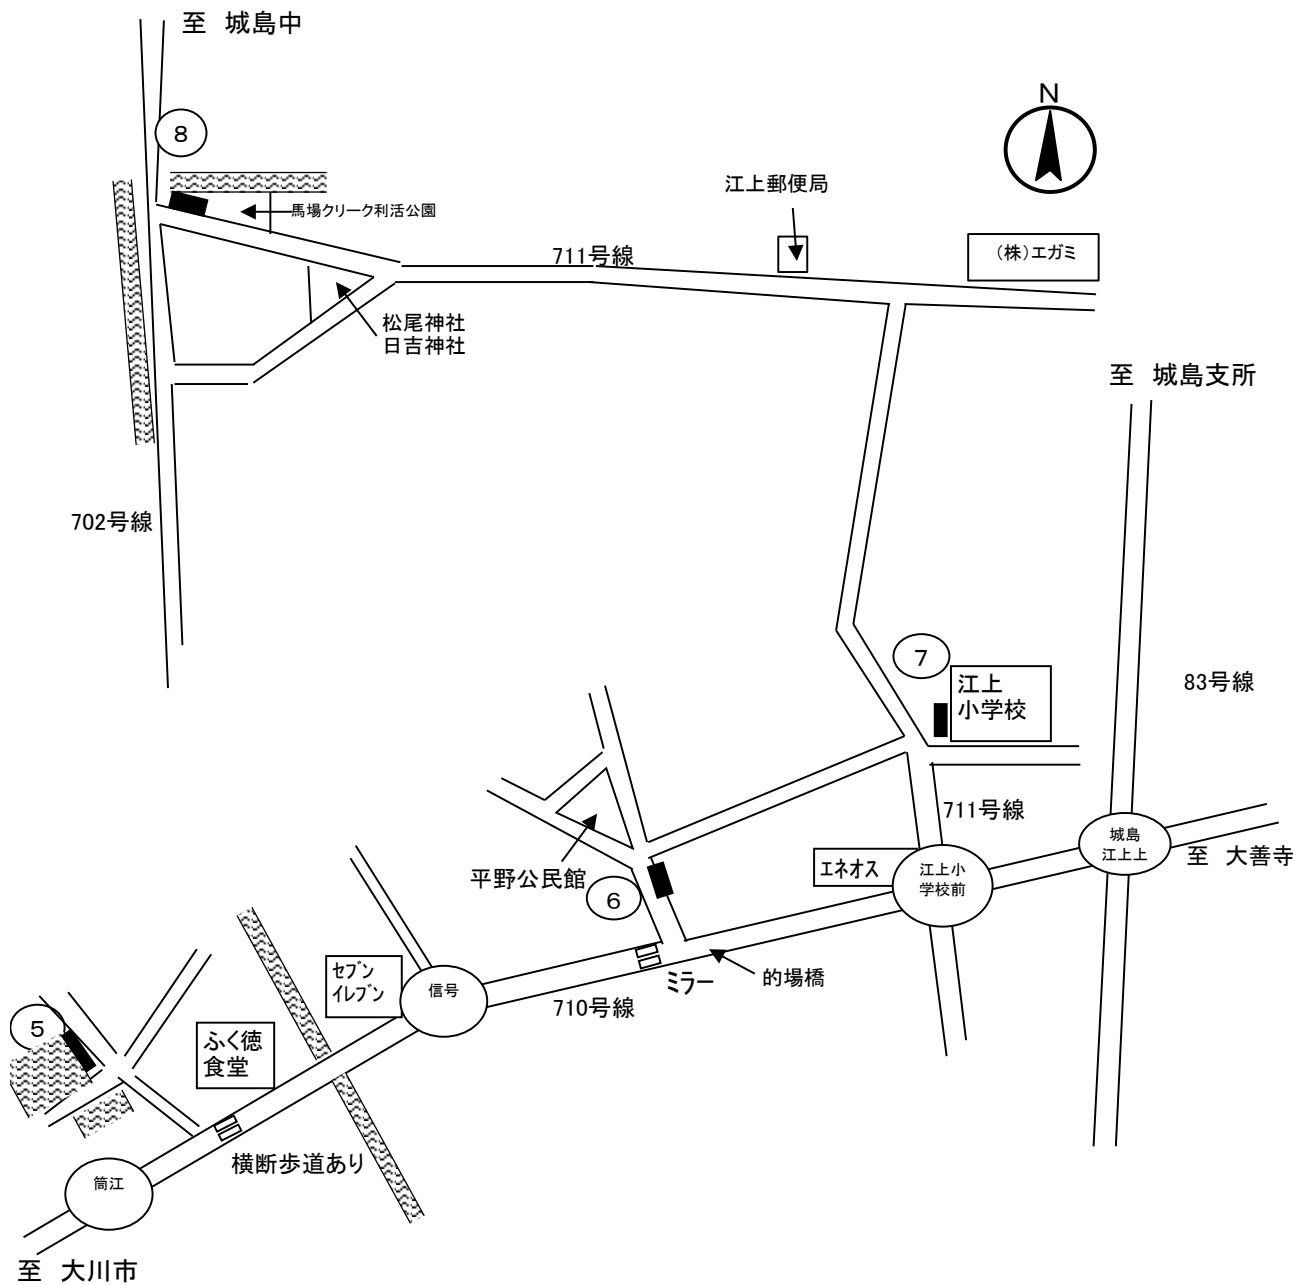 至　城島中
８
N
江上郵便局
馬場クリーク利活公園
（株）エガミ
711号線
松尾神社
日吉神社
至　城島支所
702号線
７
江上
小学校
83号線
711号線
城島
江上上
至　大善寺
エネオス
江上小
学校前
平野公民館
６
ｾﾌﾞﾝ
ｲﾚﾌﾞﾝ
信号
ミラー
的場橋
710号線
５
ふく徳
食堂
横断歩道あり
筒江
至　大川市